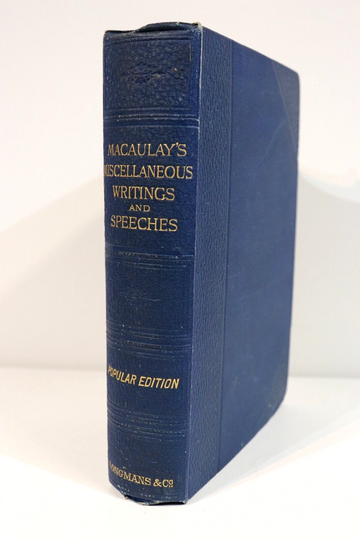 MACAULAY'S
MISCELLANEOUS
WRITINGS
AND
SPEECHES
POPULAR EDITION
LONGMANS & CO